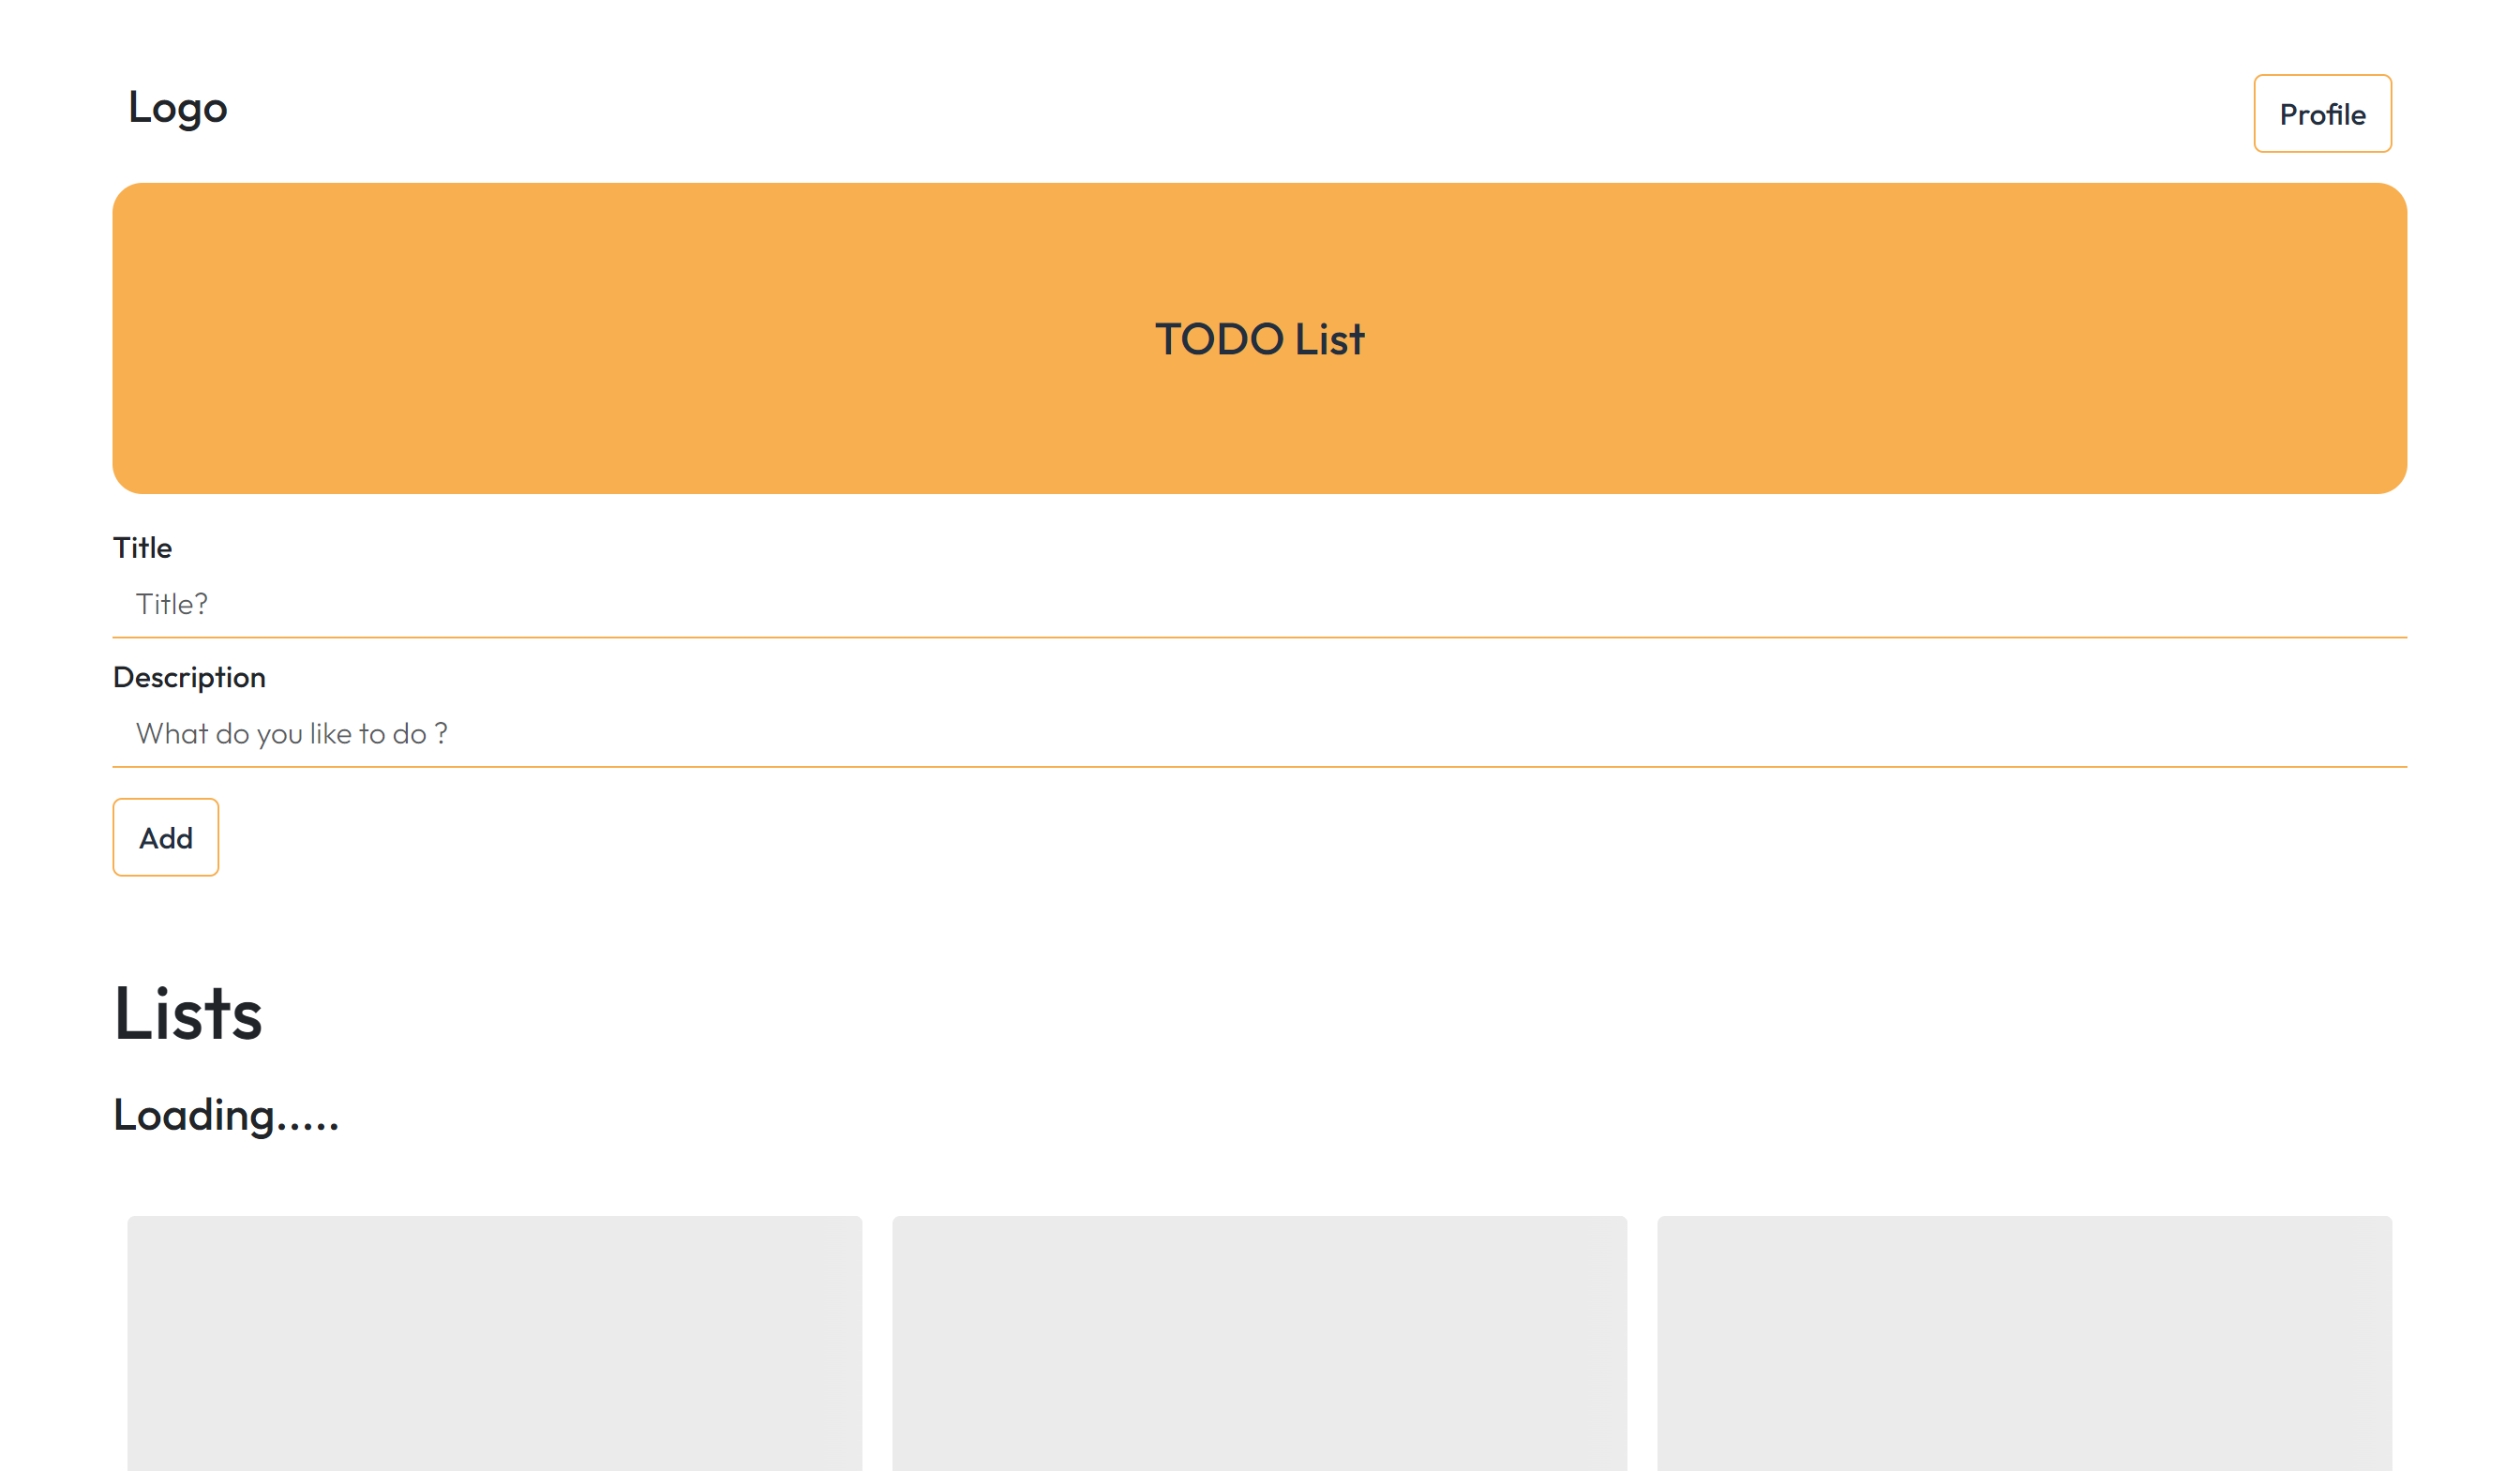 Logo
Profile
TODO List
Title
Title?
Description
What do you like to do ?
Add
Lists
Loading.....